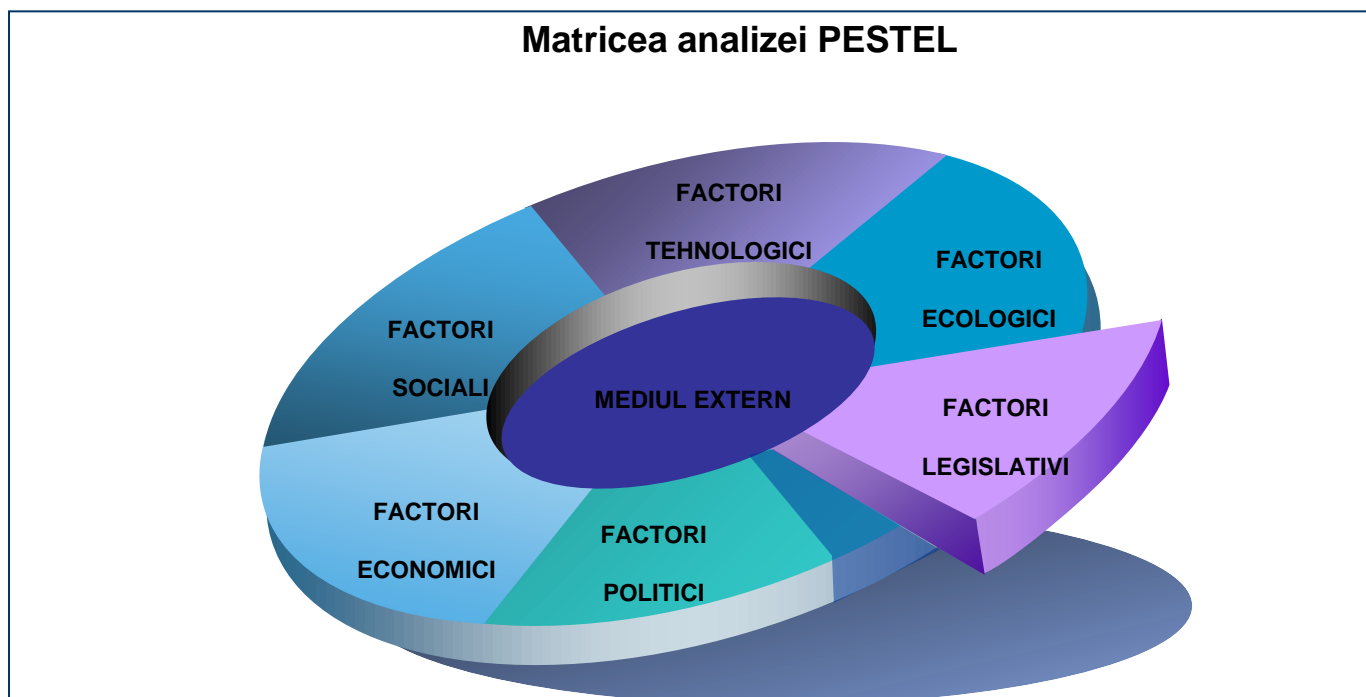 Matricea analizei PESTEL
FACTORI
TEHNOLOGICI
FACTORI
ECOLOGICI
FACTORI
SOCIALI
MEDIUL EXTERN
FACTORI
LEGISLATIVI
FACTORI
ECONOMICI
FACTORI
POLITICI